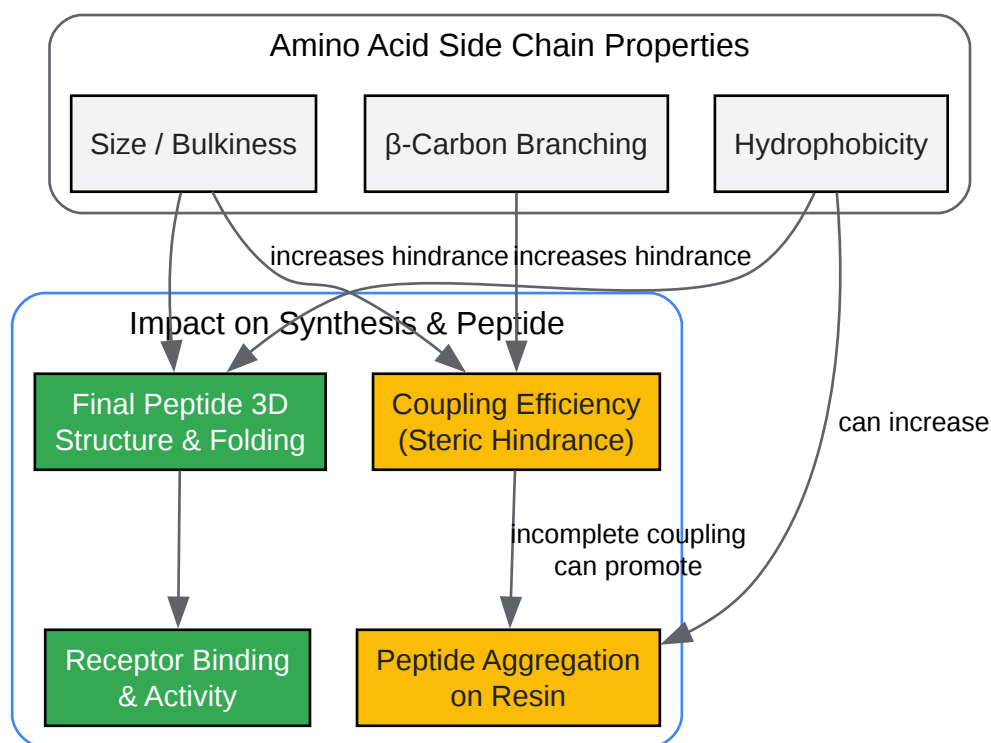 Amino Acid Side Chain Properties
Size / Bulkiness
β-Carbon Branching
Hydrophobicity
increases hindrance
increases hindrance
Impact on Synthesis & Peptide
Final Peptide 3D
Structure & Folding
Coupling Efficiency
(Steric Hindrance)
can increase
incomplete coupling
can promote
Receptor Binding
& Activity
Peptide Aggregation
on Resin